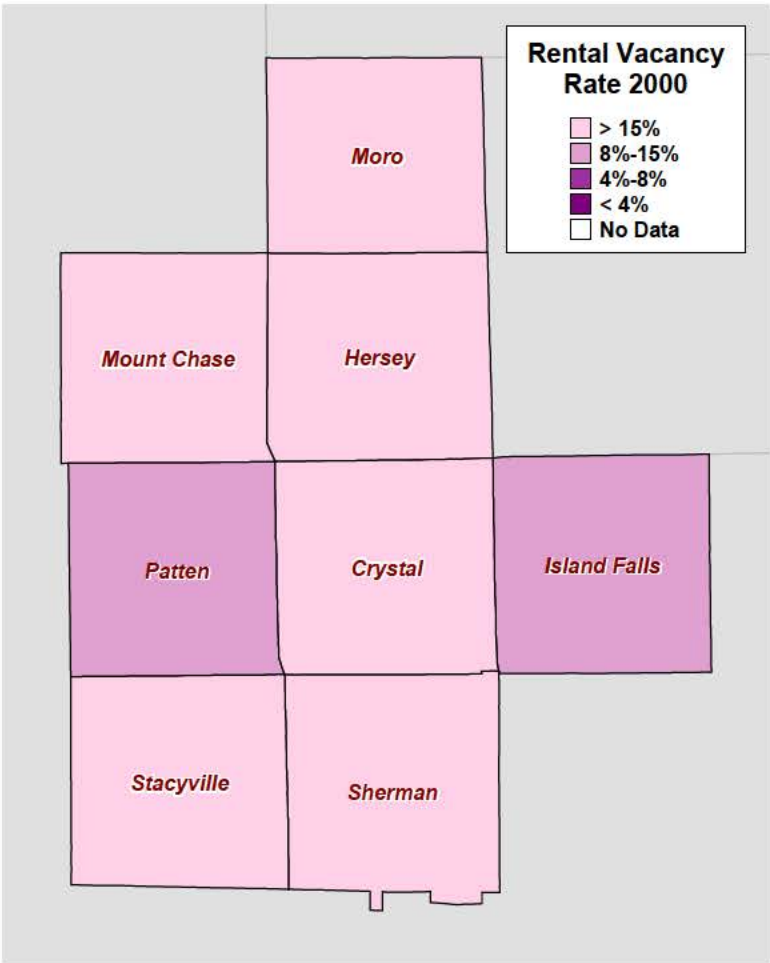 Rental Vacancy
Rate 2000
> 15%
8%-15%
4%-8%
< 4%
No Data
Moro
Mount Chase
Hersey
Patten
Crystal
Island Falls
Stacyville
Sherman